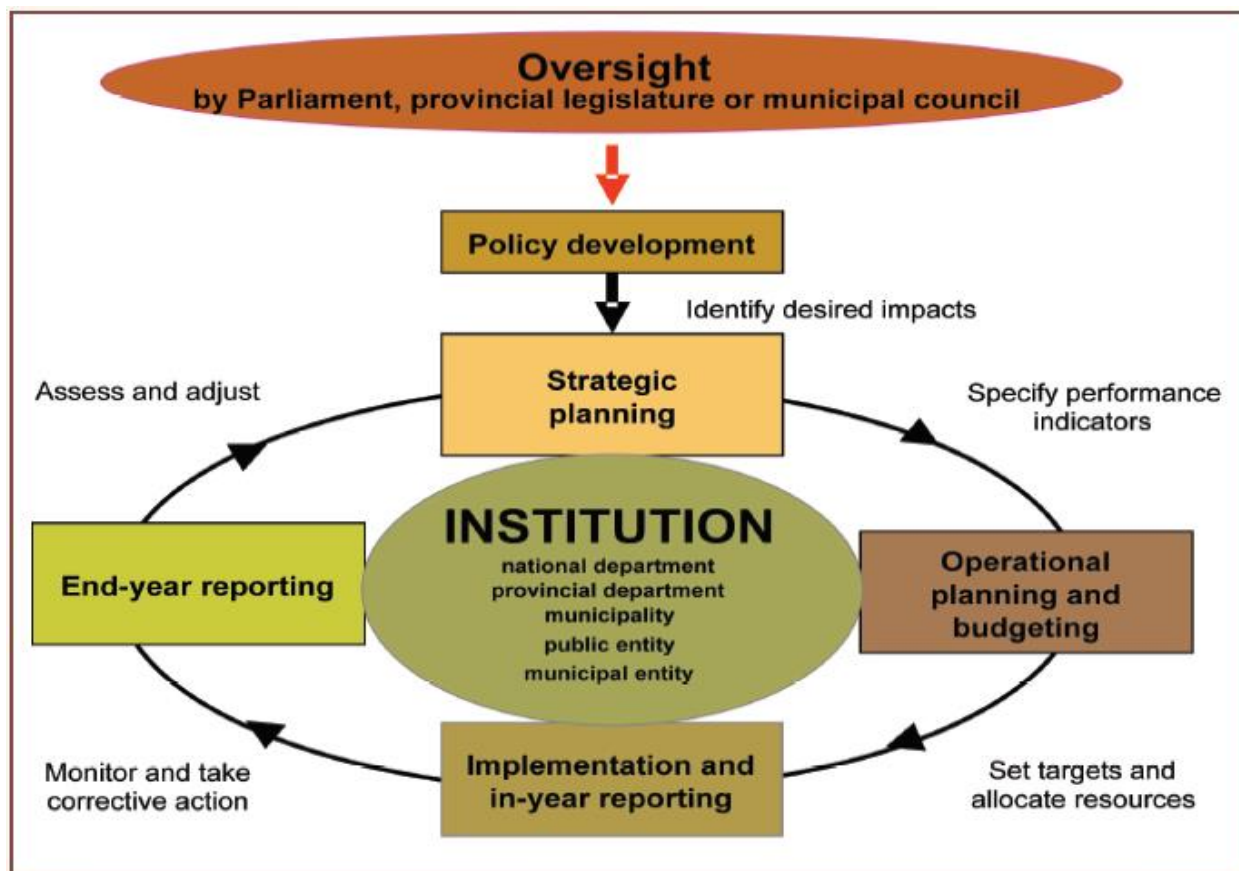 Oversight
by Parliament, provincial legislature or municipal council
Policy development
Identify desired impacts
Strategic
planning
Assess and adjust
Specify performance
indicators
INSTITUTION
national department
provincial department
municipality
public entity
municipal entity
End-year reporting
Operational
planning and
budgeting
Implementation and
in-year reporting
Monitor and take
corrective action
Set targets and
allocate resources